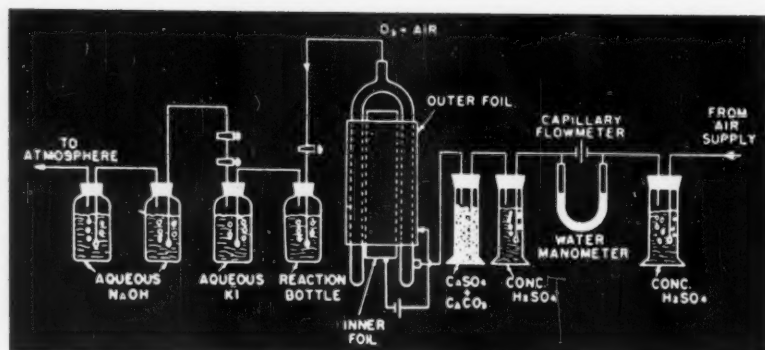 O₃ - AIR
OUTER FOIL
CAPILLARY
FLOWMETER
FROM
AIR
SUPPLY
TO
ATMOSPHERE
WATER
MANOMETER
AQUEOUS
NaOH
AQUEOUS
KI
REACTION
BOTTLE
INNER
FOIL
CaSO₄
+
CaCO₃
CONC.
H₂SO₄
CONC.
H₂SO₄